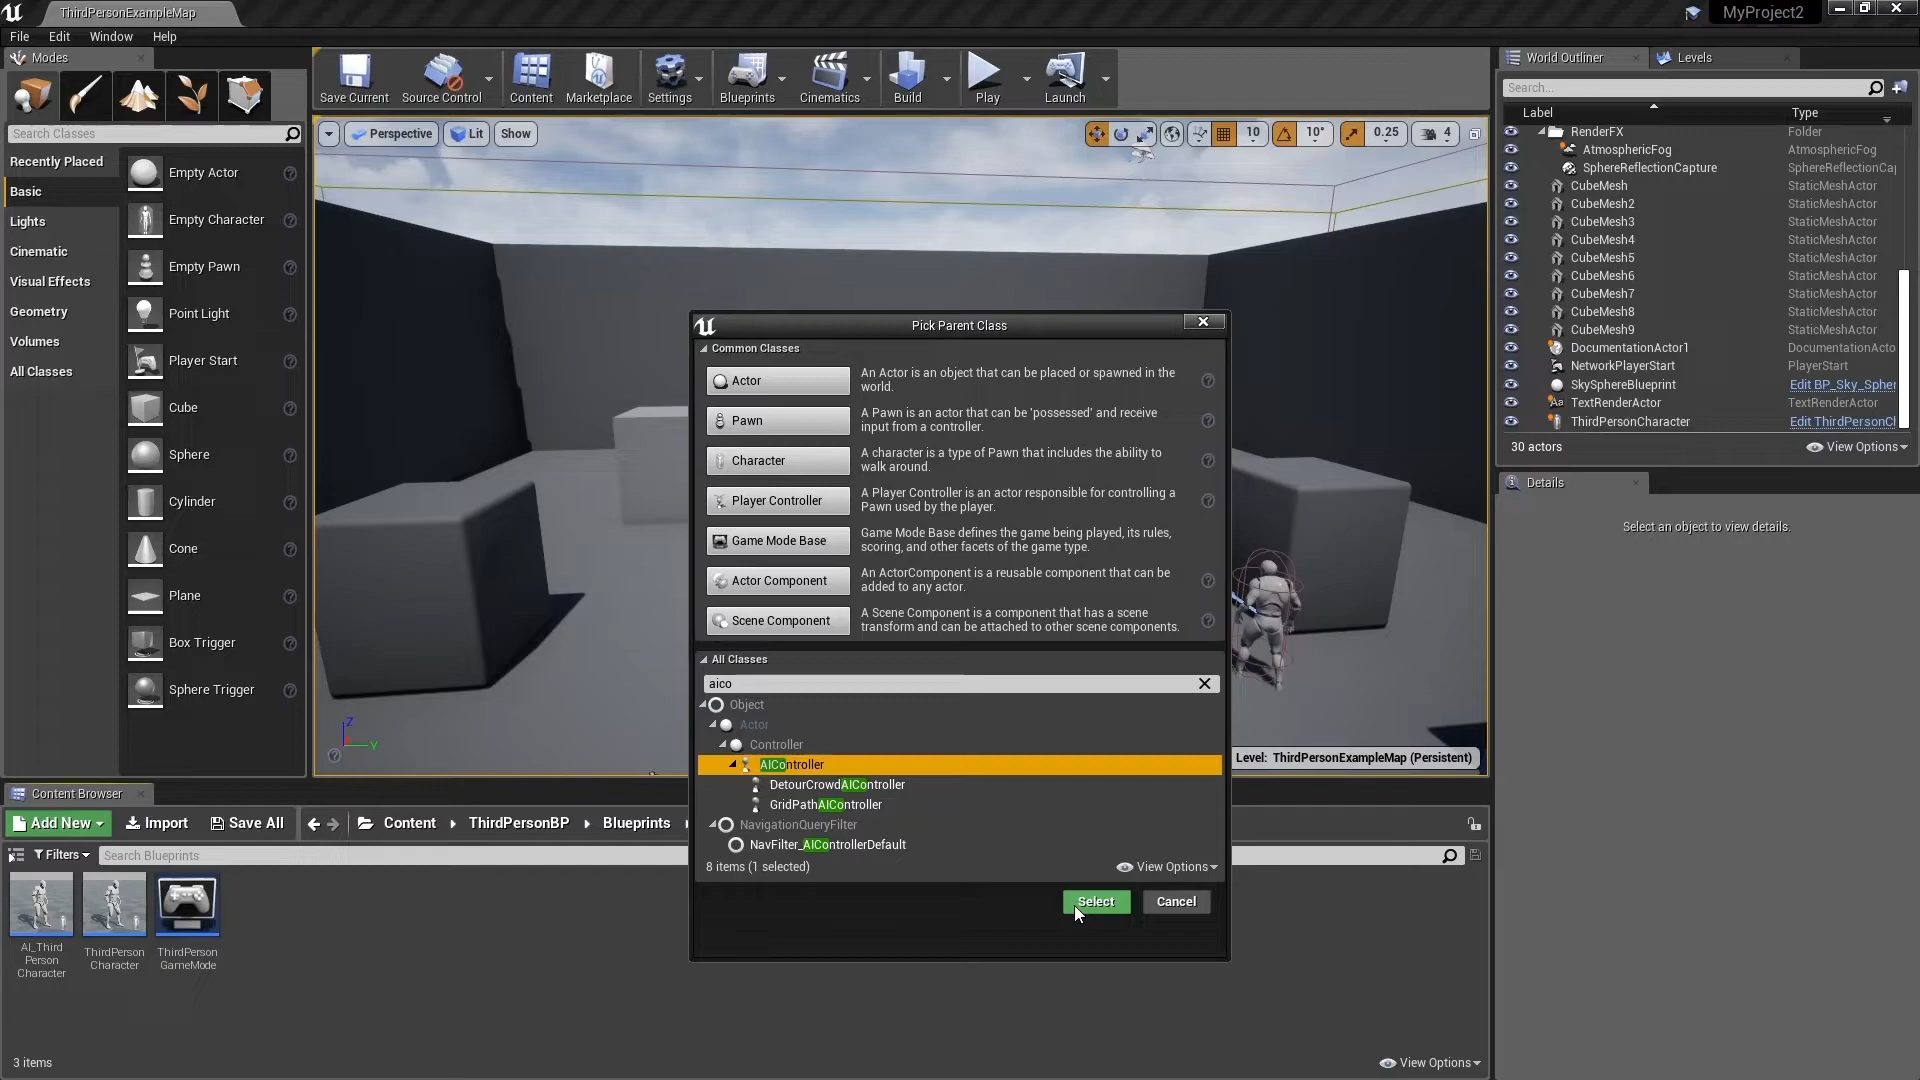 ThirdPersonExampleMap
MyProject2
File Edit Window Help
Modes
Search Classes
Recently Placed
Basic
Lights
Cinematic
Visual Effects
Geometry
Volumes
All Classes
Empty Actor
Empty Character
Empty Pawn
Point Light
Player Start
Cube
Sphere
Cylinder
Cone
Plane
Box Trigger
Sphere Trigger
Save Current Source Control Content Marketplace Settings Blueprints Cinematics Build Play Launch
Perspective Lit Show
10 10° 0.25 4
Z
Y
Level: ThirdPersonExampleMap (Persistent)
Pick Parent Class
Common Classes
Actor
An Actor is an object that can be placed or spawned in the
world.
Pawn
A Pawn is an actor that can be 'possessed' and receive
input from a controller.
Character
A character is a type of Pawn that includes the ability to
walk around.
Player Controller
A Player Controller is an actor responsible for controlling a
Pawn used by the player.
Game Mode Base
Game Mode Base defines the game being played, its rules,
scoring, and other facets of the game type.
Actor Component
An ActorComponent is a reusable component that can be
added to any actor.
Scene Component
A Scene Component is a component that has a scene
transform and can be attached to other scene components.
All Classes
aico
Object
Actor
Controller
AIController
DetourCrowdAIController
GridPathAIController
NavigationQueryFilter
NavFilter_AIControllerDefault
8 items (1 selected)
View Options
Select Cancel
World Outliner Levels
Search...
Label Type
RenderFX Folder
AtmosphericFog AtmosphericFog
SphereReflectionCapture SphereReflectionCa
CubeMesh StaticMeshActor
CubeMesh2 StaticMeshActor
CubeMesh3 StaticMeshActor
CubeMesh4 StaticMeshActor
CubeMesh5 StaticMeshActor
CubeMesh6 StaticMeshActor
CubeMesh7 StaticMeshActor
CubeMesh8 StaticMeshActor
CubeMesh9 StaticMeshActor
DocumentationActor1 DocumentationActo
NetworkPlayerStart PlayerStart
SkySphereBlueprint Edit BP_Sky_Spher
TextRenderActor TextRenderActor
ThirdPersonCharacter Edit ThirdPersonC
30 actors
View Options
Details
Select an object to view details.
Content Browser
Add New Import Save All Content ThirdPersonBP Blueprints
Filters Search Blueprints
AI_Third
Person
Character
ThirdPerson
Character
ThirdPerson
GameMode
3 items
View Options